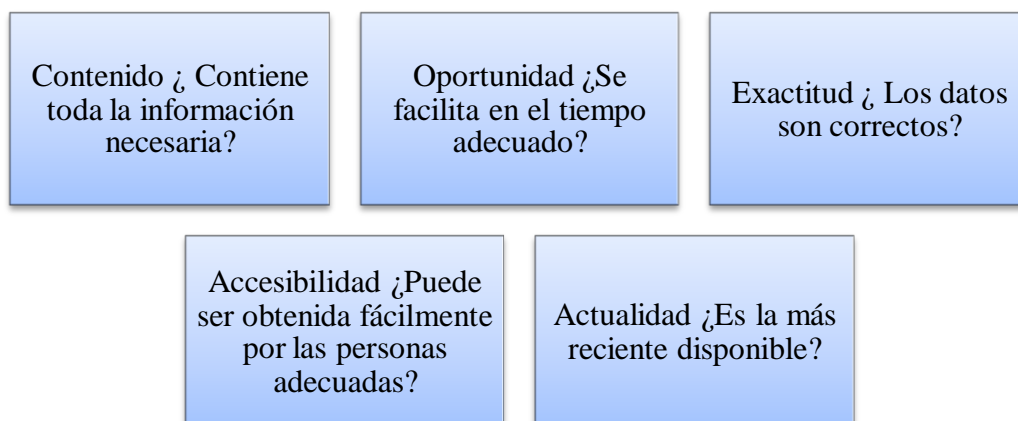 Contenido ¿ Contiene
toda la información
necesaria?
Oportunidad ¿Se
facilita en el tiempo
adecuado?
Exactitud ¿ Los datos
son correctos?
Accesibilidad ¿Puede
ser obtenida fácilmente
por las personas
adecuadas?
Actualidad ¿Es la más
reciente disponible?